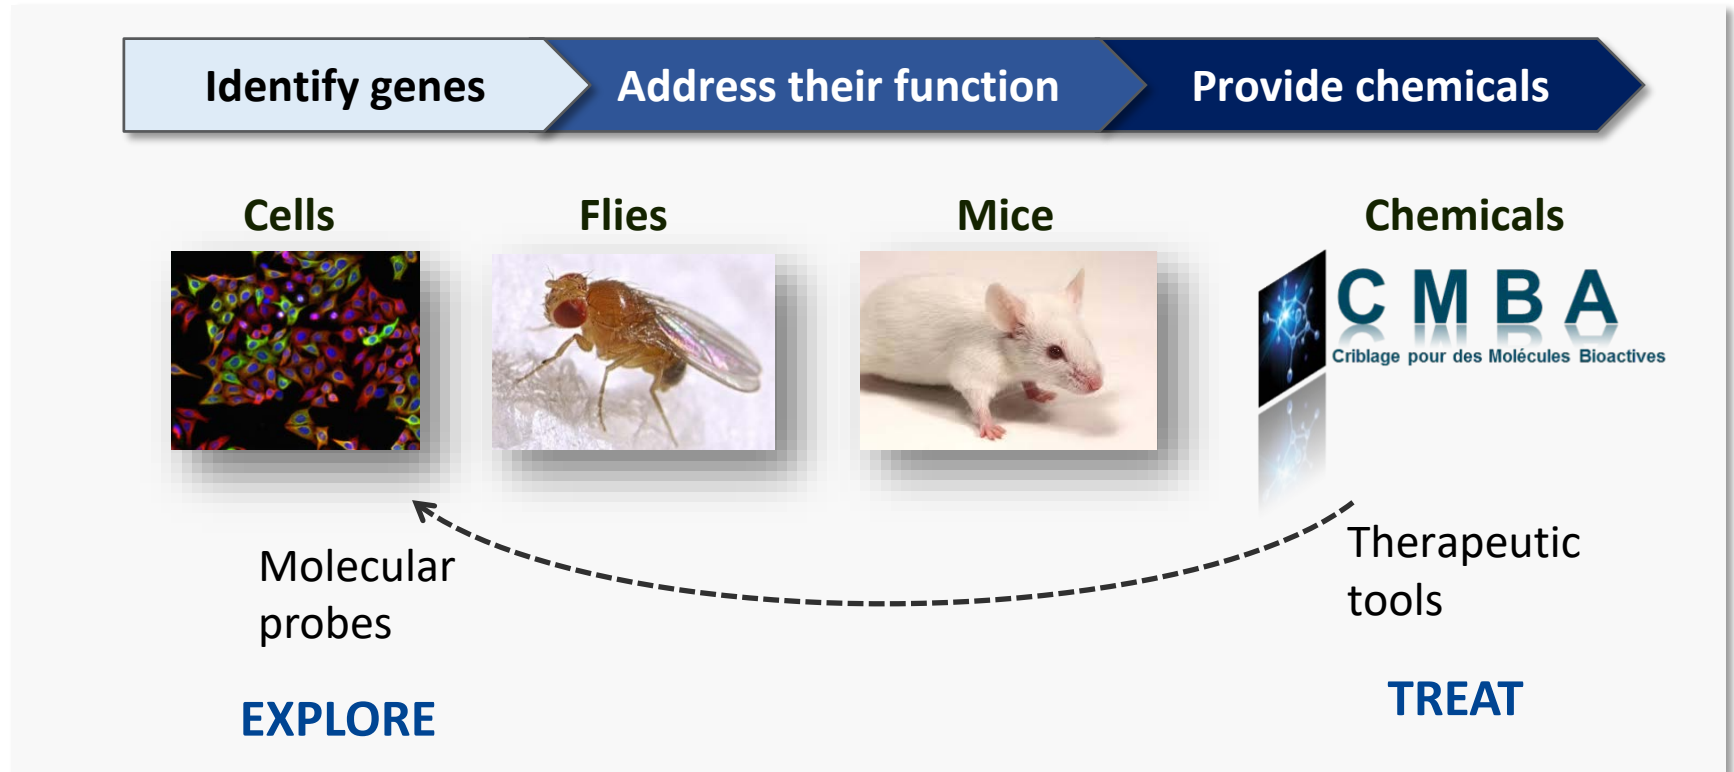 Identify genes
Address their function
Provide chemicals
Cells
Flies
Mice
Chemicals
C M B A
Criblage pour des Molécules Bioactives
Molecular
probes
Therapeutic
tools
EXPLORE
TREAT